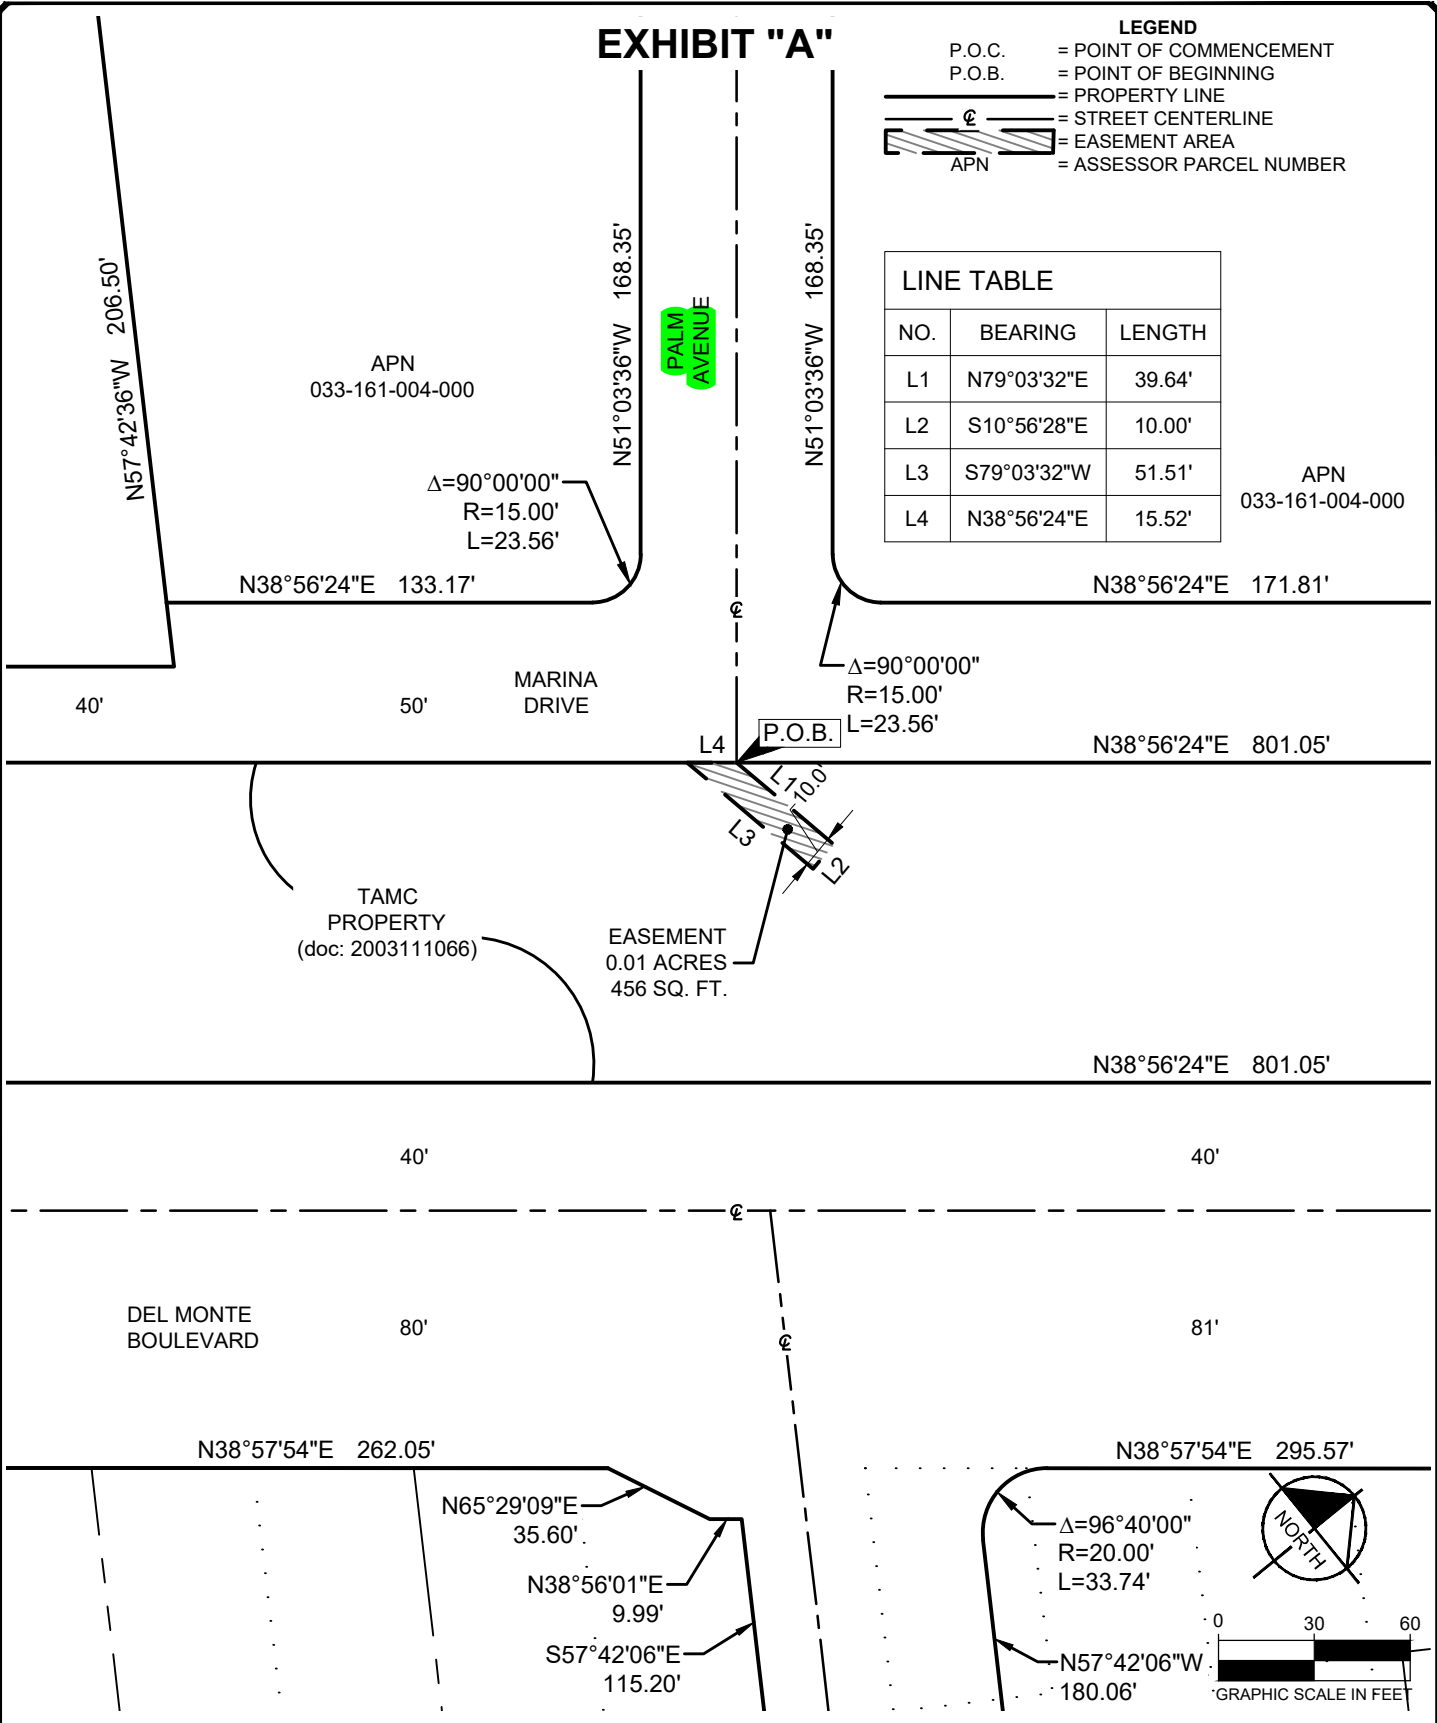 EXHIBIT "A"
LEGEND
P.O.C. = POINT OF COMMENCEMENT
P.O.B. = POINT OF BEGINNING
= PROPERTY LINE
℄ = STREET CENTERLINE
= EASEMENT AREA
APN = ASSESSOR PARCEL NUMBER
LINE TABLE
NO. BEARING LENGTH
L1 N79°03'32"E 39.64'
L2 S10°56'28"E 10.00'
L3 S79°03'32"W 51.51'
L4 N38°56'24"E 15.52'
N57°42'36"W 206.50'
APN
033-161-004-000
N51°03'36"W 168.35'
PALM
AVENUE
N51°03'36"W 168.35'
APN
033-161-004-000
Δ=90°00'00"
R=15.00'
L=23.56'
N38°56'24"E 133.17'
N38°56'24"E 171.81'
℄
Δ=90°00'00"
R=15.00'
L=23.56'
40'
50'
MARINA
DRIVE
L4
P.O.B.
N38°56'24"E 801.05'
L1
10.0'
L3
L2
TAMC
PROPERTY
(doc: 2003111066)
EASEMENT
0.01 ACRES
456 SQ. FT.
N38°56'24"E 801.05'
40'
40'
℄
DEL MONTE
BOULEVARD
80'
℄
81'
N38°57'54"E 262.05'
N38°57'54"E 295.57'
N65°29'09"E
35.60'
N38°56'01"E
9.99'
S57°42'06"E
115.20'
Δ=96°40'00"
R=20.00'
L=33.74'
N57°42'06"W
180.06'
NORTH
0 30 60
GRAPHIC SCALE IN FEET